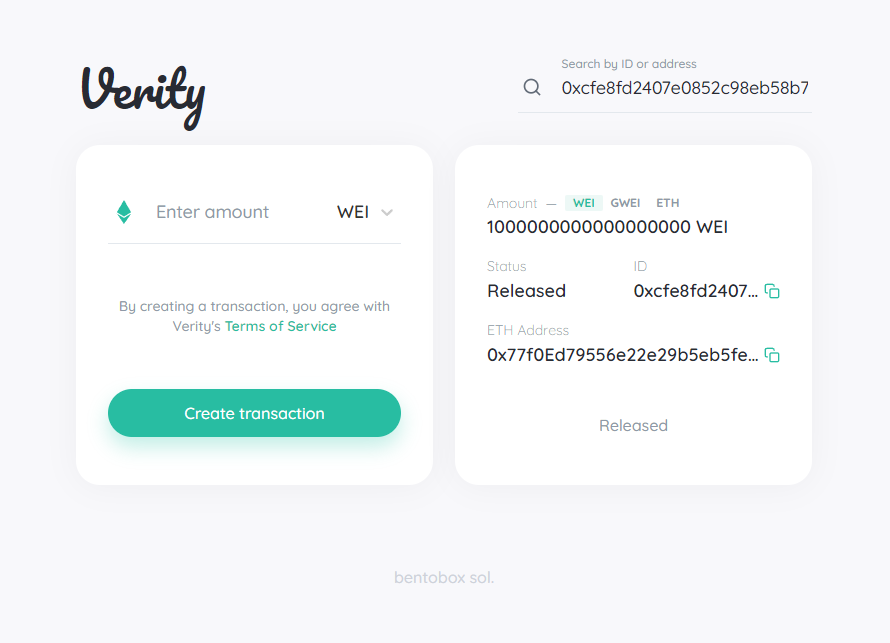 Verity
Search by ID or address
0xcfe8fd2407e0852c98eb58b7
Enter amount WEI
By creating a transaction, you agree with
Verity's Terms of Service
Create transaction
Amount — WEI GWEI ETH
1000000000000000000 WEI
Status ID
Released 0xcfe8fd2407...
ETH Address
0x77f0Ed79556e22e29b5eb5fe...
Released
bentobox sol.